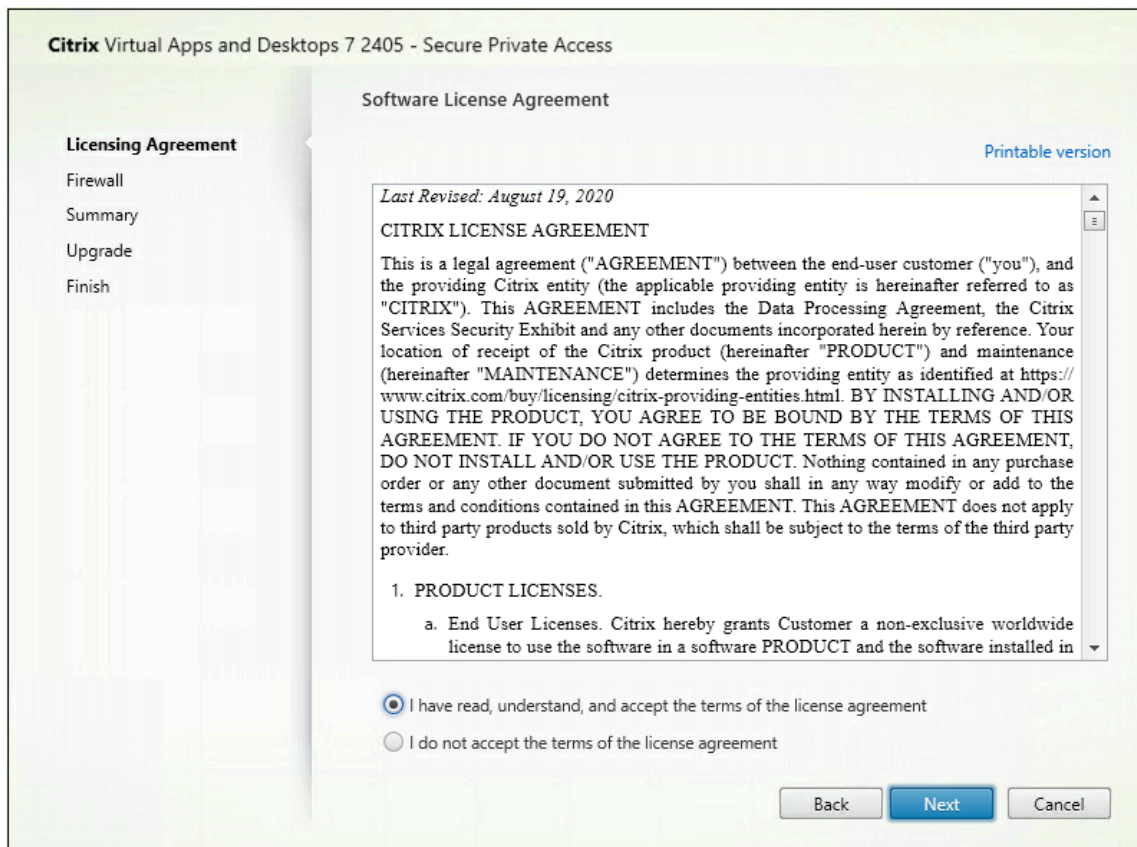 Citrix Virtual Apps and Desktops 7 2405 - Secure Private Access
Licensing Agreement
Firewall
Summary
Upgrade
Finish
Software License Agreement
Printable version
Last Revised: August 19, 2020
CITRIX LICENSE AGREEMENT
This is a legal agreement ("AGREEMENT") between the end-user customer ("you"), and
the providing Citrix entity (the applicable providing entity is hereinafter referred to as
"CITRIX"). This AGREEMENT includes the Data Processing Agreement, the Citrix
Services Security Exhibit and any other documents incorporated herein by reference. Your
location of receipt of the Citrix product (hereinafter "PRODUCT") and maintenance
(hereinafter "MAINTENANCE") determines the providing entity as identified at https://
www.citrix.com/buy/licensing/citrix-providing-entities.html. BY INSTALLING AND/OR
USING THE PRODUCT, YOU AGREE TO BE BOUND BY THE TERMS OF THIS
AGREEMENT. IF YOU DO NOT AGREE TO THE TERMS OF THIS AGREEMENT,
DO NOT INSTALL AND/OR USE THE PRODUCT. Nothing contained in any purchase
order or any other document submitted by you shall in any way modify or add to the
terms and conditions contained in this AGREEMENT. This AGREEMENT does not apply
to third party products sold by Citrix, which shall be subject to the terms of the third party
provider.
1. PRODUCT LICENSES.
a. End User Licenses. Citrix hereby grants Customer a non-exclusive worldwide
license to use the software in a software PRODUCT and the software installed in
I have read, understand, and accept the terms of the license agreement
I do not accept the terms of the license agreement
Back
Next
Cancel